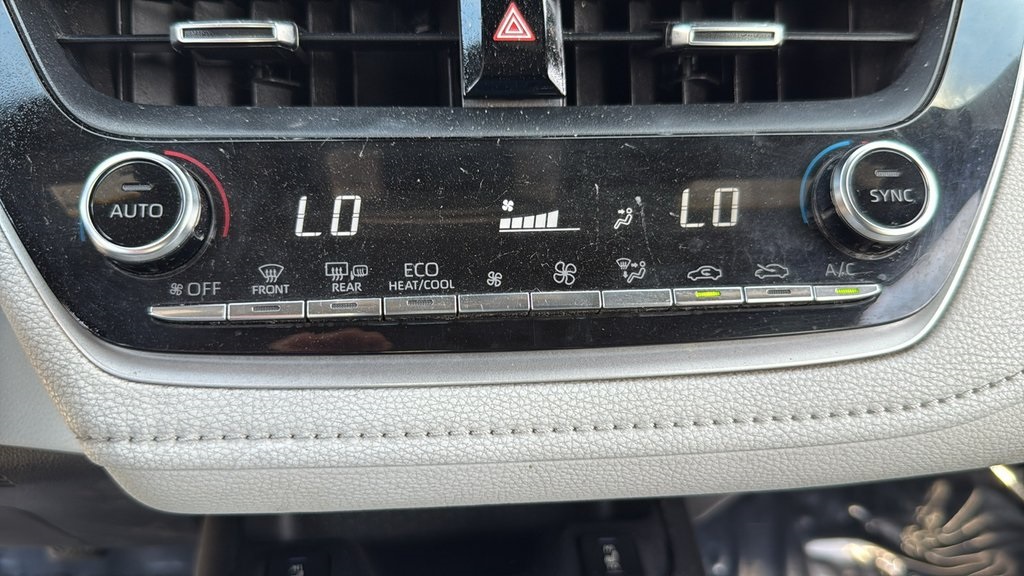 AUTO
LO
LO
SYNC
OFF
FRONT
REAR
ECO
HEAT/COOL
A/C